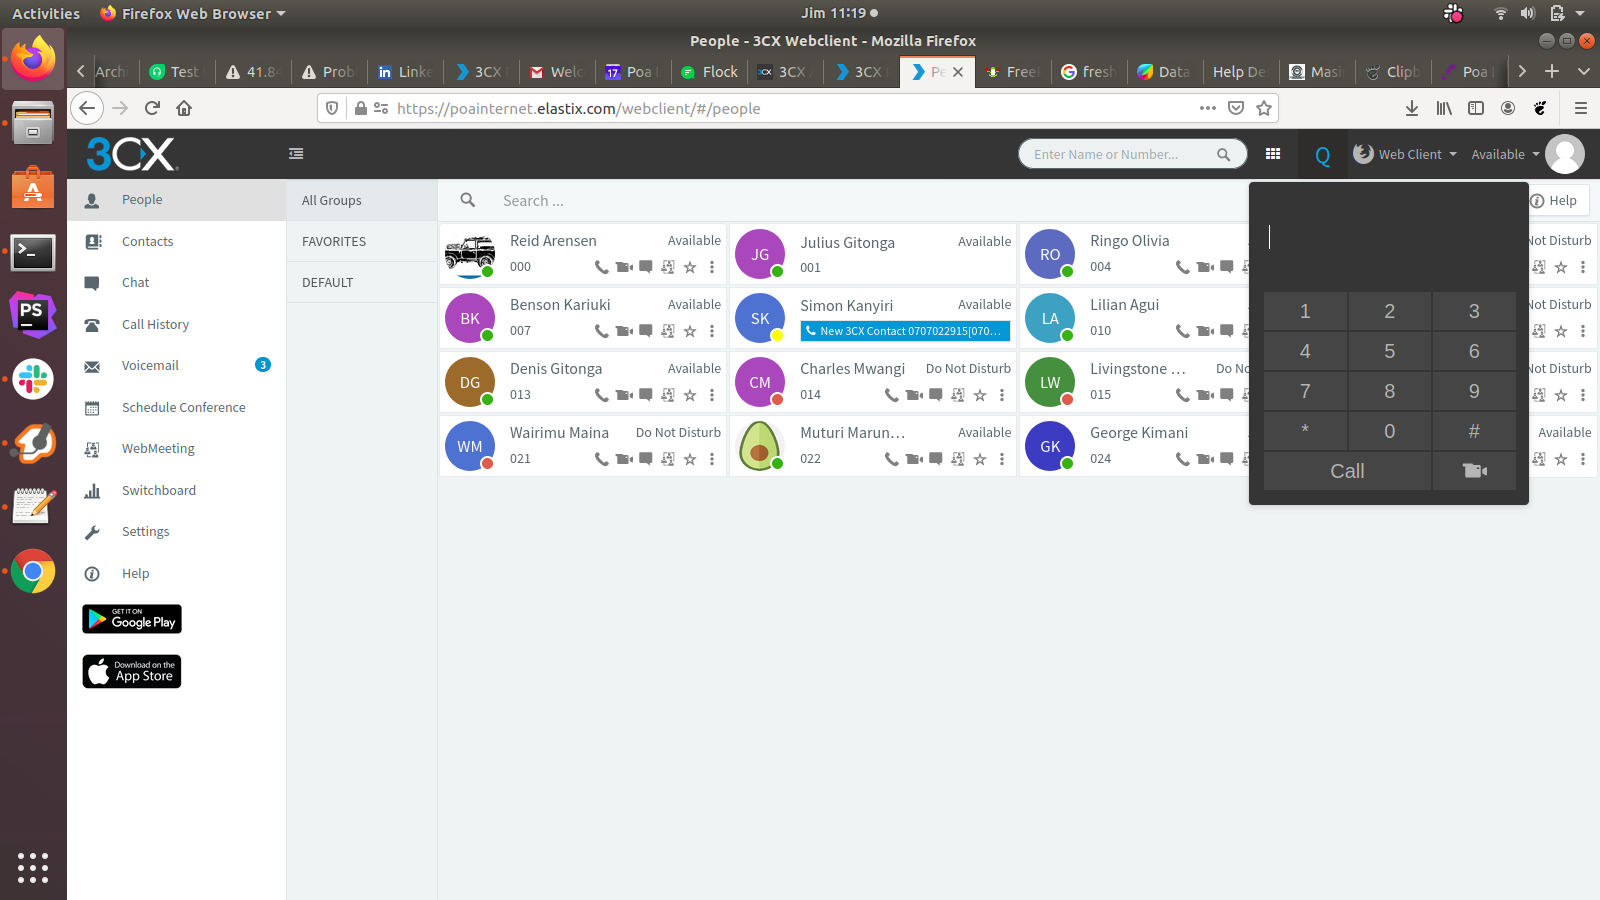 Activities
Firefox Web Browser
Jim 11:19
People - 3CX Webclient - Mozilla Firefox
Archi
Test
41.84
Prob
Linke
3CX
Welc
Poa
Flock
3CX
3CX
Pe
Free
fresh
Data
Help De
Masi
Clipb
Poa
https://poainternet.elastix.com/webclient/#/people
3CX
Enter Name or Number...
Q
Web Client
Available
People
Contacts
Chat
Call History
Voicemail
3
Schedule Conference
WebMeeting
Switchboard
Settings
Help
GET IT ON
Google Play
Download on the
App Store
All Groups
FAVORITES
DEFAULT
Search ...
Help
Reid Arensen
Available
000
JG
Julius Gitonga
Available
001
RO
Ringo Olivia
004
Not Disturb
BK
Benson Kariuki
Available
007
SK
Simon Kanyiri
Available
New 3CX Contact 0707022915[070...
LA
Lilian Agui
010
Not Disturb
DG
Denis Gitonga
Available
013
CM
Charles Mwangi
Do Not Disturb
014
LW
Livingstone ...
Do No
015
Not Disturb
WM
Wairimu Maina
Do Not Disturb
021
Muturi Marun...
Available
022
GK
George Kimani
024
Available
1 2 3
4 5 6
7 8 9
* 0 #
Call
PS